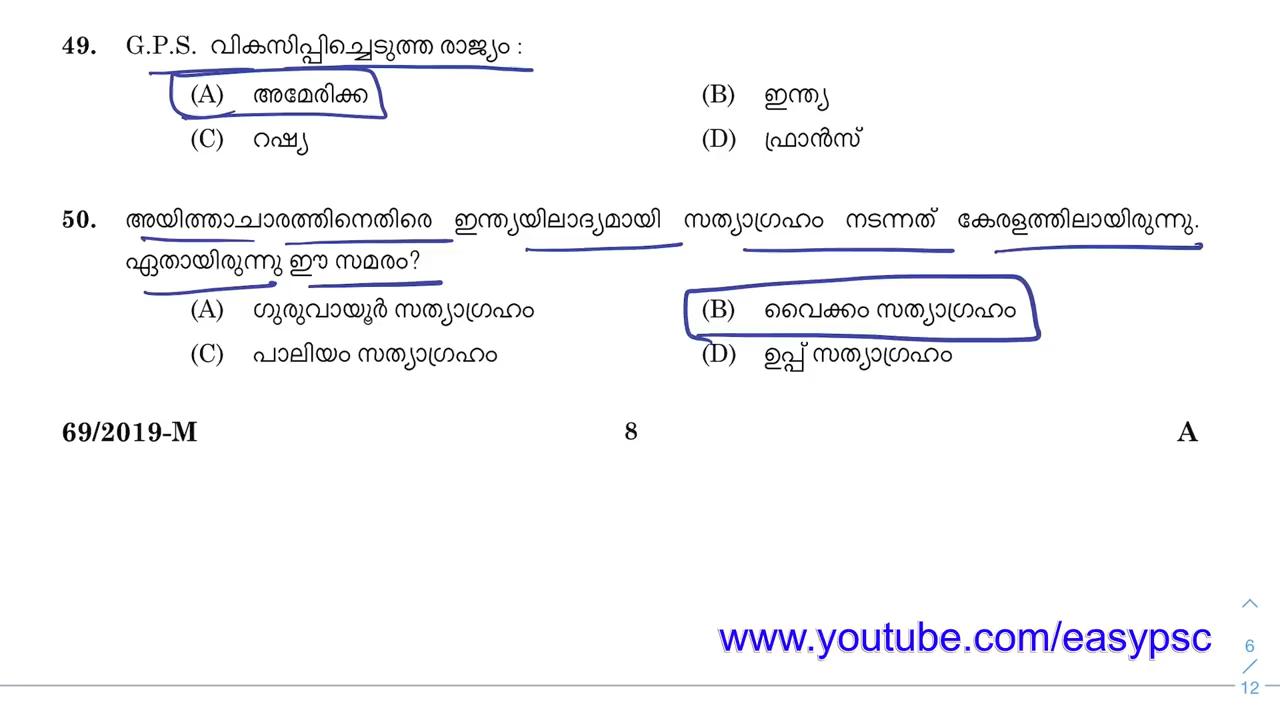 49. G.P.S. വികസിപ്പിച്ചെടുത്ത രാജ്യം :
(A) അമേരിക്ക (B) ഇന്ത്യ
(C) റഷ്യ (D) ഫ്രാൻസ്
50. അയിത്താചാരത്തിനെതിരെ ഇന്ത്യയിലാദ്യമായി സത്യാഗ്രഹം നടന്നത് കേരളത്തിലായിരുന്നു.
ഏതായിരുന്നു ഈ സമരം?
(A) ഗുരുവായൂർ സത്യാഗ്രഹം (B) വൈക്കം സത്യാഗ്രഹം
(C) പാലിയം സത്യാഗ്രഹം (D) ഉപ്പ് സത്യാഗ്രഹം
69/2019-M 8 A
www.youtube.com/easypsc
6
/
12